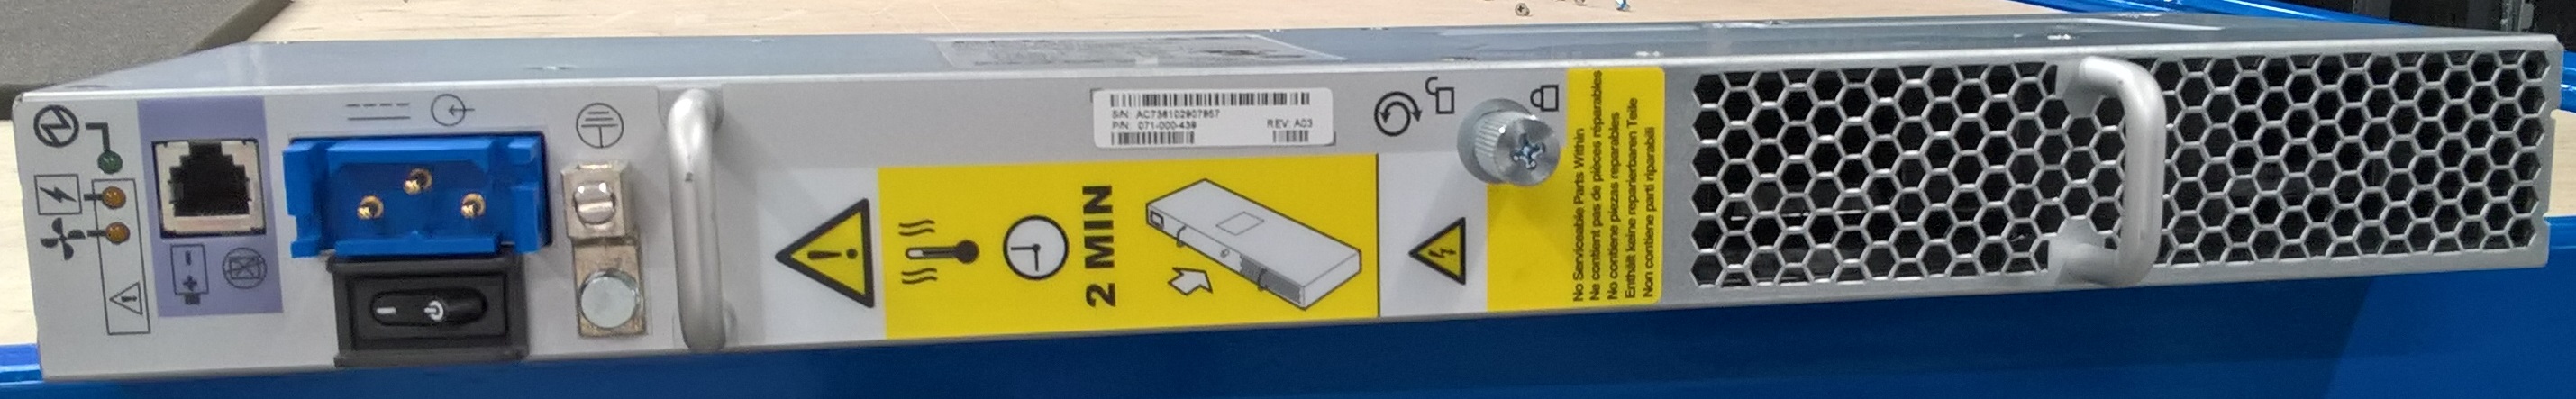 S/N: AC736102907857
P/N: 071-000-439
REV: A03
2 MIN
No Serviceable Parts Within
Ne contient pas de pièces réparables
No contiene piezas reparables
Enthält keine reparierbaren Teile
Non contiene parti riparabili